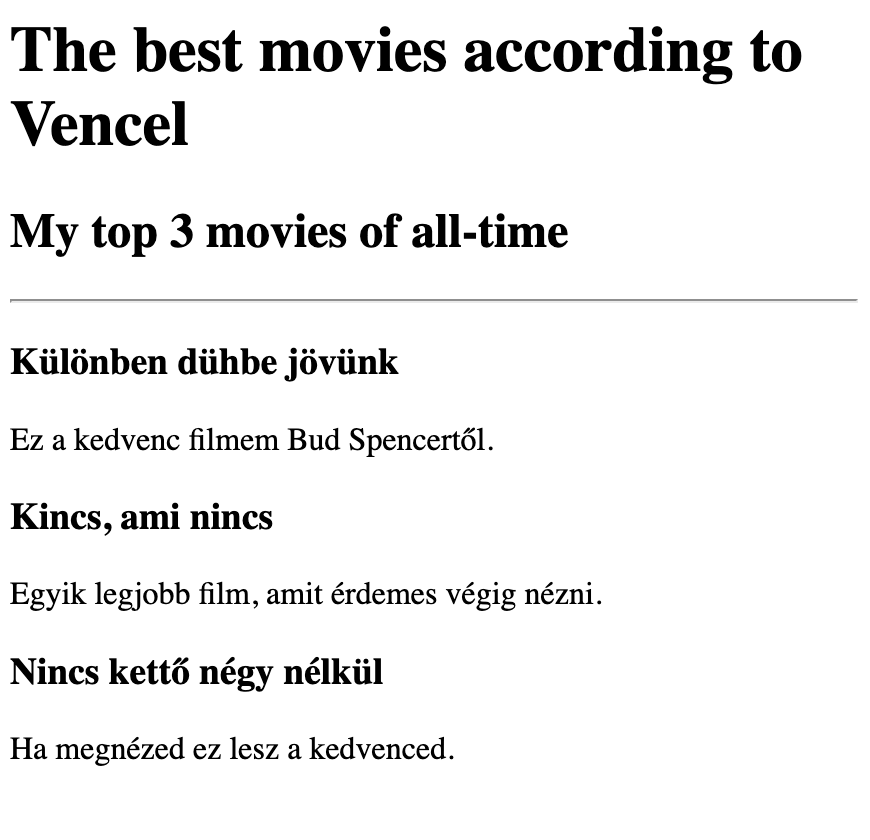 The best movies according to
Vencel
My top 3 movies of all-time
Különben dühbe jövünk
Ez a kedvenc filmem Bud Spencertől.
Kincs, ami nincs
Egyik legjobb film, amit érdemes végig nézni.
Nincs kettő négy nélkül
Ha megnézed ez lesz a kedvenced.